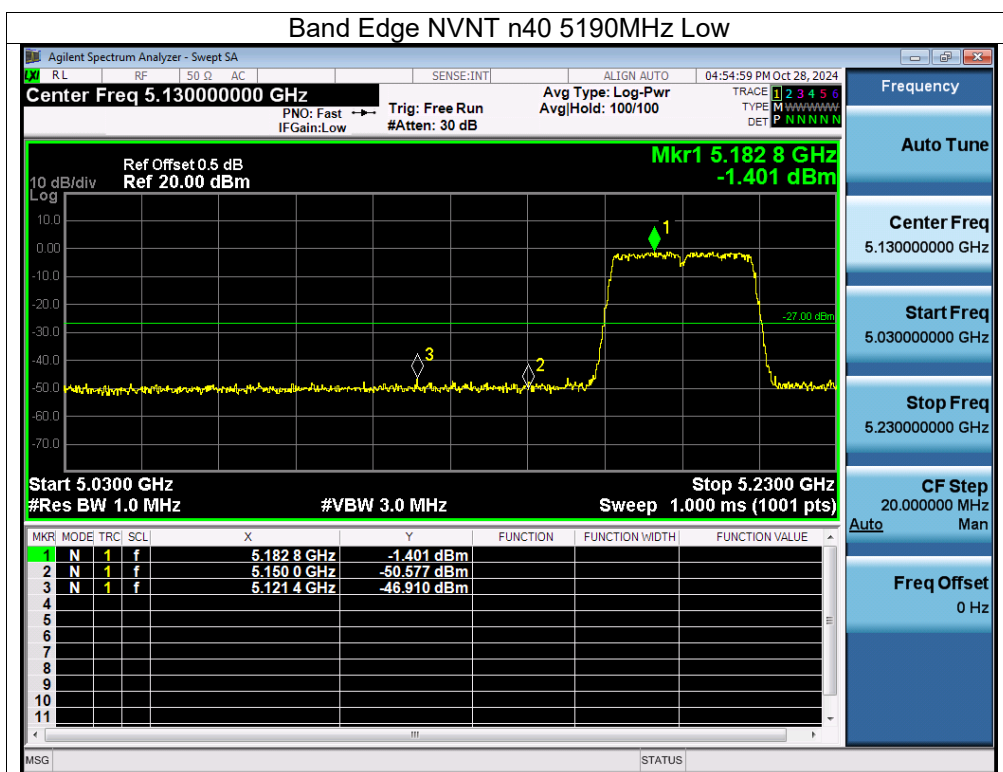 Band Edge NVNT n40 5190MHz Low
Agilent Spectrum Analyzer - Swept SA
LXI RL RF 50 Ω AC SENSE:INT ALIGN AUTO 04:54:59 PM Oct 28, 2024
Center Freq 5.130000000 GHz
PNO: Fast
IFGain:Low
Trig: Free Run
#Atten: 30 dB
Avg Type: Log-Pwr
Avg|Hold: 100/100
TRACE 1 2 3 4 5 6
TYPE M WWWWW
DET P N N N N N
Ref Offset 0.5 dB
10 dB/div Ref 20.00 dBm
Log
Mkr1 5.182 8 GHz
-1.401 dBm
10.0
0.00
-10.0
-20.0
-30.0
-40.0
-50.0
-60.0
-70.0
1
2
3
-27.00 dBm
Start 5.0300 GHz Stop 5.2300 GHz
#Res BW 1.0 MHz #VBW 3.0 MHz Sweep 1.000 ms (1001 pts)
MKR MODE TRC SCL X Y FUNCTION FUNCTION WIDTH FUNCTION VALUE
1 N 1 f 5.182 8 GHz -1.401 dBm
2 N 1 f 5.150 0 GHz -50.577 dBm
3 N 1 f 5.121 4 GHz -46.910 dBm
4
5
6
7
8
9
10
11
MSG STATUS
Frequency
Auto Tune
Center Freq
5.130000000 GHz
Start Freq
5.030000000 GHz
Stop Freq
5.230000000 GHz
CF Step
20.000000 MHz
Auto Man
Freq Offset
0 Hz